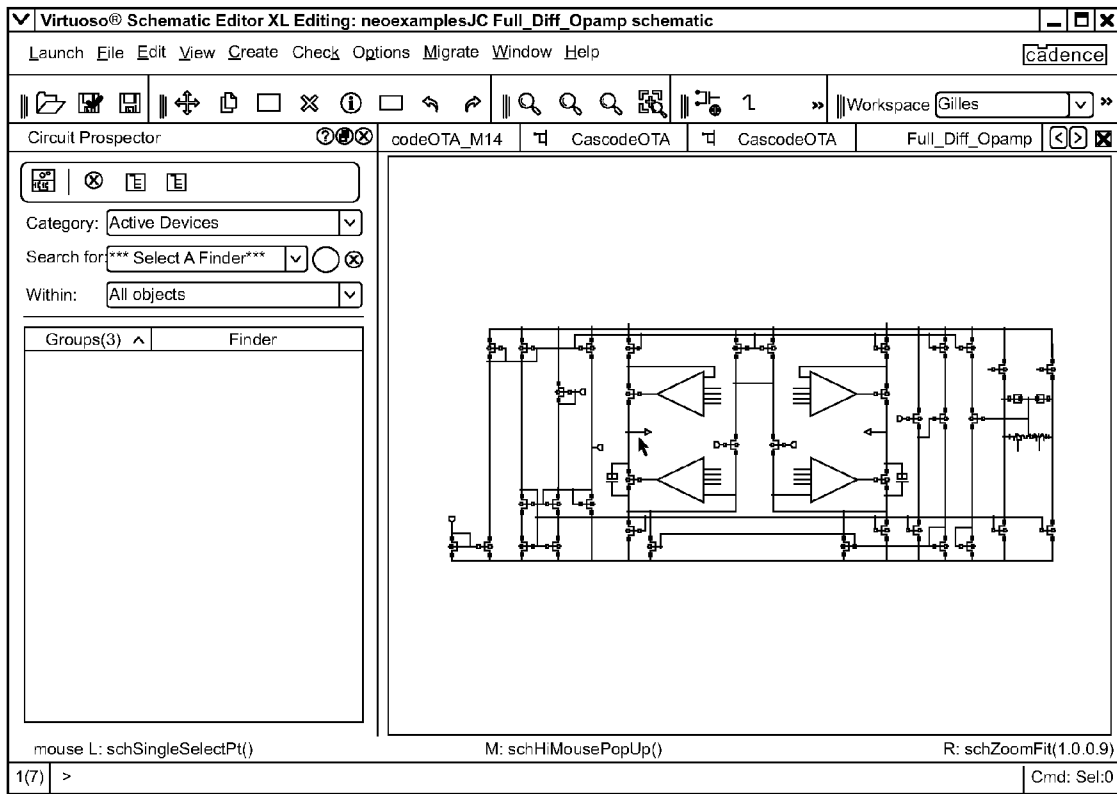 Virtuoso® Schematic Editor XL Editing: neoexamplesJC Full_Diff_Opamp schematic
Launch File Edit View Create Check Options Migrate Window Help
cādence
Workspace Gilles
Circuit Prospector
codeOTA_M14 CascodeOTA CascodeOTA Full_Diff_Opamp
Category: Active Devices
Search for: *** Select A Finder***
Within: All objects
Groups(3) Finder
mouse L: schSingleSelectPt() M: schHiMousePopUp() R: schZoomFit(1.0.0.9)
1(7) > Cmd: Sel:0